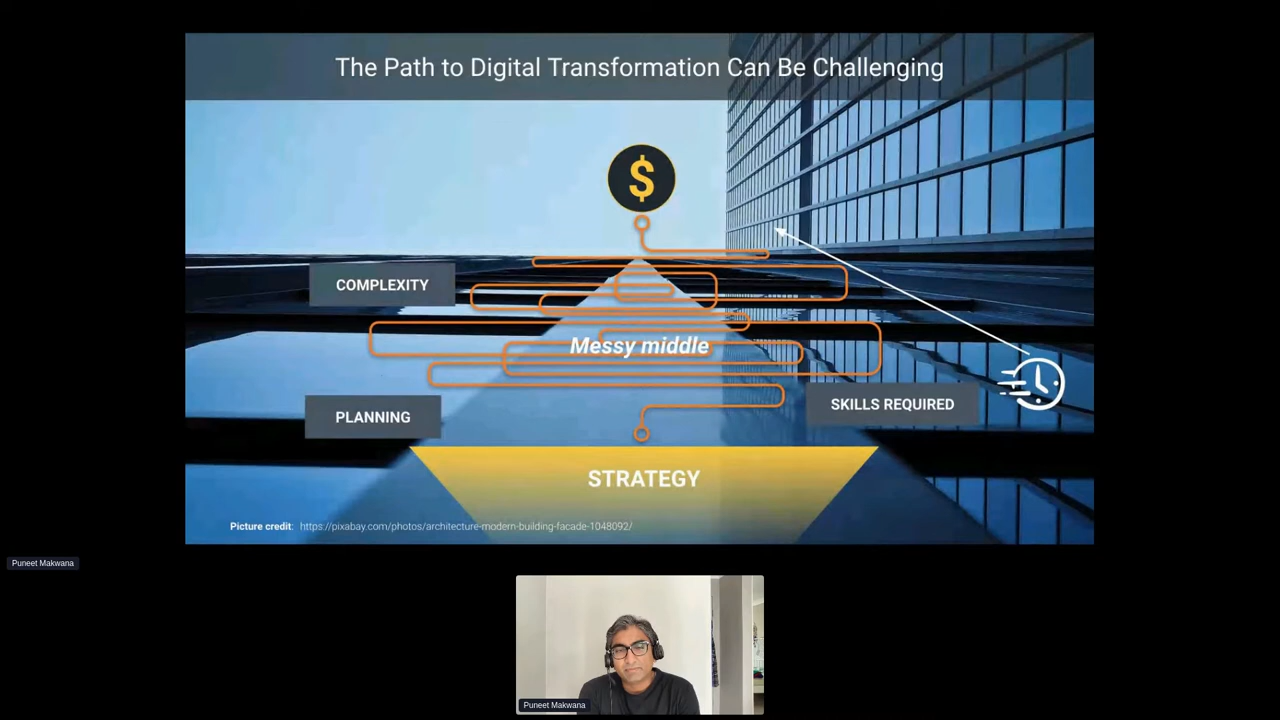 The Path to Digital Transformation Can Be Challenging
$
COMPLEXITY
Messy middle
PLANNING
SKILLS REQUIRED
STRATEGY
Picture credit: https://pixabay.com/photos/architecture-modern-building-facade-1048092/
Puneet Makwana
Puneet Makwana